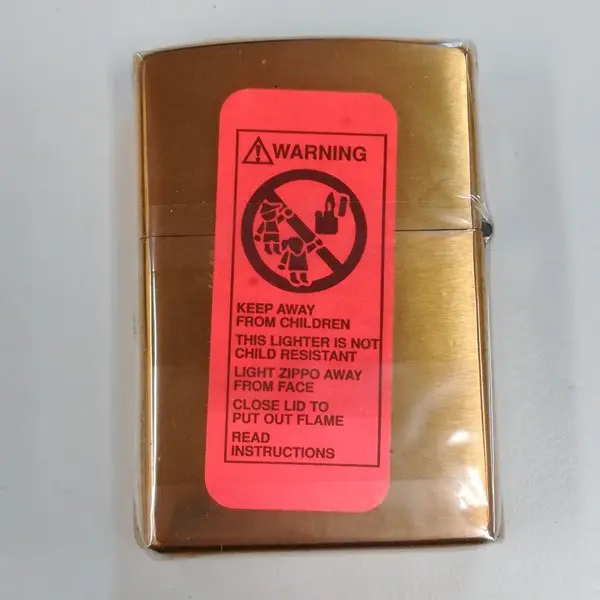 WARNING
KEEP AWAY
FROM CHILDREN
THIS LIGHTER IS NOT
CHILD RESISTANT
LIGHT ZIPPO AWAY
FROM FACE
CLOSE LID TO
PUT OUT FLAME
READ
INSTRUCTIONS